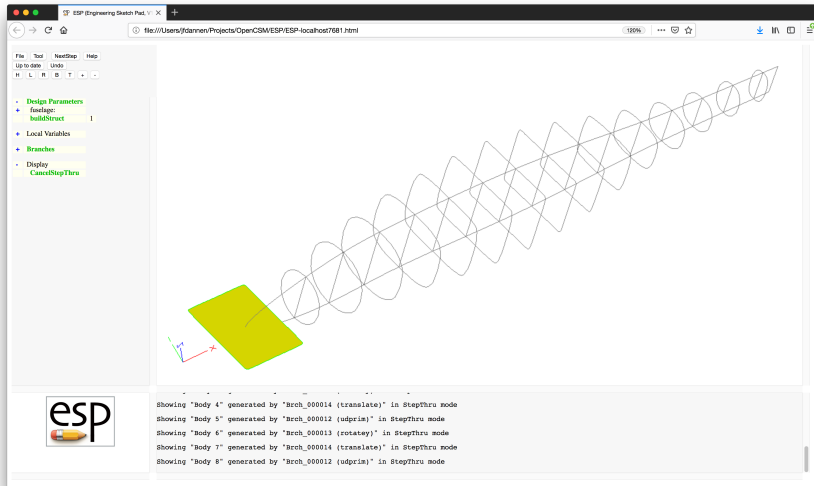 ESP (Engineering Sketch Pad, V
file:///Users/jfdannen/Projects/OpenCSM/ESP/ESP-localhost7681.html
120%
File Tool NextStep Help
Up to date Undo
H L R B T + -
- Design Parameters
+ fuselage:
buildStruct 1
+ Local Variables
+ Branches
- Display
CancelStepThru
X
esp
Showing "Body 4" generated by "Brch_000014 (translate)" in StepThru mode
Showing "Body 5" generated by "Brch_000012 (udprim)" in StepThru mode
Showing "Body 6" generated by "Brch_000013 (rotatey)" in StepThru mode
Showing "Body 7" generated by "Brch_000014 (translate)" in StepThru mode
Showing "Body 8" generated by "Brch_000012 (udprim)" in StepThru mode